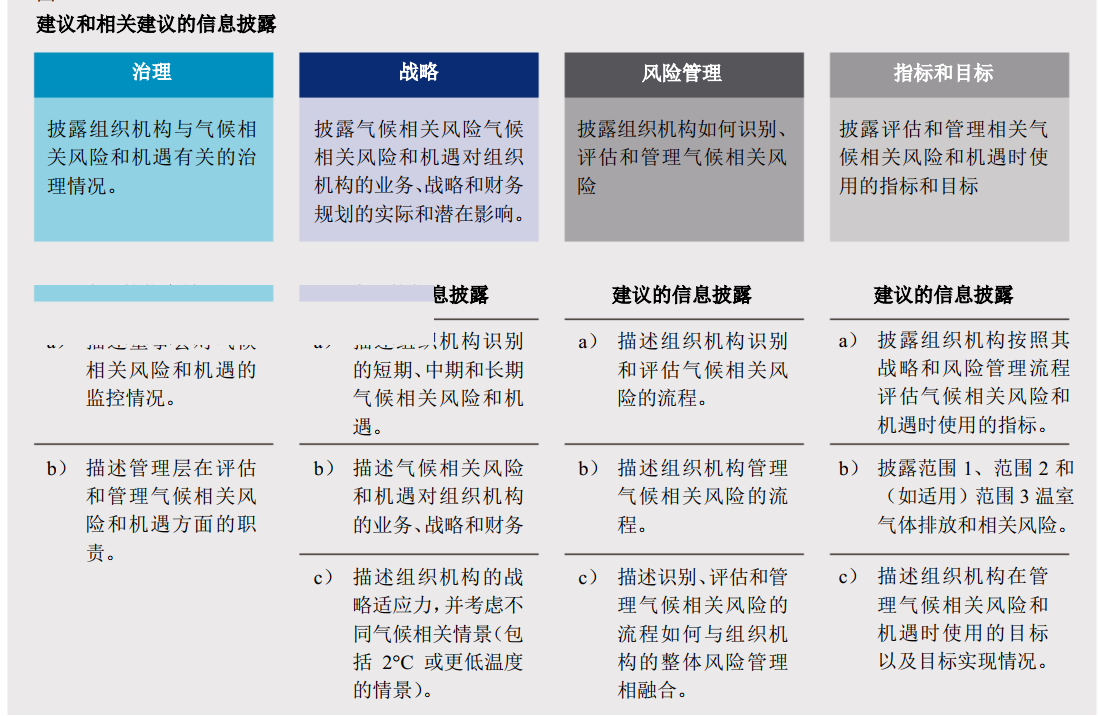 建议和相关建议的信息披露
治理
披露组织机构与气候相
关风险和机遇有关的治
理情况。
战略
披露气候相关风险气候
相关风险和机遇对组织
机构的业务、战略和财务
规划的实际和潜在影响。
风险管理
披露组织机构如何识别、
评估和管理气候相关风
险
指标和目标
披露评估和管理相关气
候相关风险和机遇时使
用的指标和目标
相关风险和机遇的
监控情况。
b） 描述管理层在评估
和管理气候相关风
险和机遇方面的职
责。
息披露
机构识别
的短期、中期和长期
气候相关风险和机
遇。
b） 描述气候相关风险
和机遇对组织机构
的业务、战略和财务
c） 描述组织机构的战
略适应力，并考虑不
同气候相关情景（包
括 2°C 或更低温度
的情景）。
建议的信息披露
a） 描述组织机构识别
和评估气候相关风
险的流程。
b） 描述组织机构管理
气候相关风险的流
程。
c） 描述识别、评估和管
理气候相关风险的
流程如何与组织机
构的整体风险管理
相融合。
建议的信息披露
a） 披露组织机构按照其
战略和风险管理流程
评估气候相关风险和
机遇时使用的指标。
b） 披露范围 1、范围 2 和
（如适用）范围 3 温室
气体排放和相关风险。
c） 描述组织机构在管
理气候相关风险和
机遇时使用的目标
以及目标实现情况。